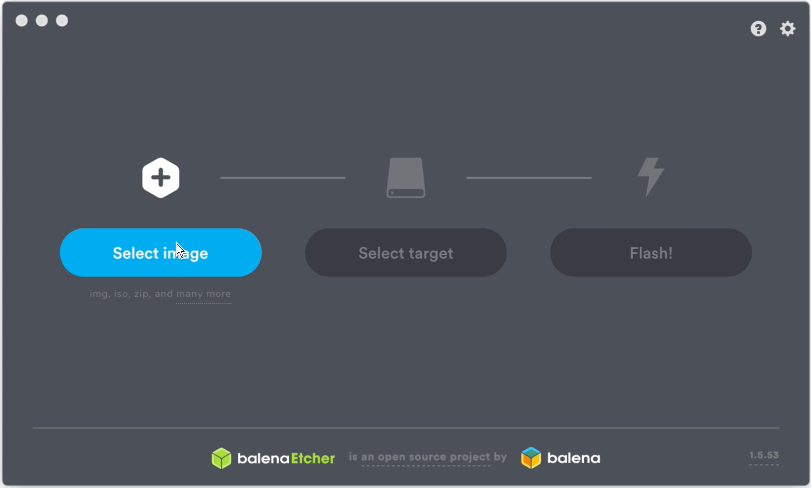 Select image
Select target
Flash!
img, iso, zip, and many more
balenaEtcher is an open source project by balena
1.5.53